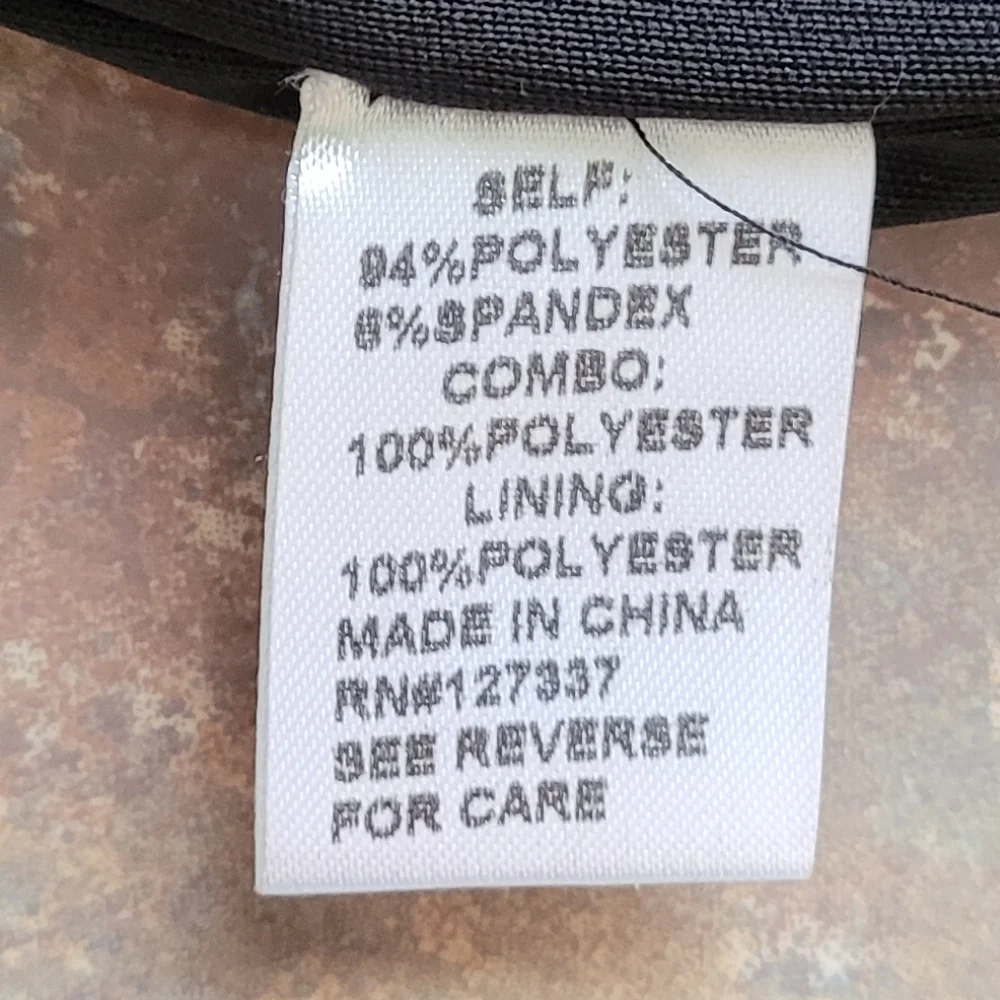 SELF:
94%POLYESTER
6%SPANDEX
COMBO:
100%POLYESTER
LINING:
100%POLYESTER
MADE IN CHINA
RN#127337
SEE REVERSE
FOR CARE